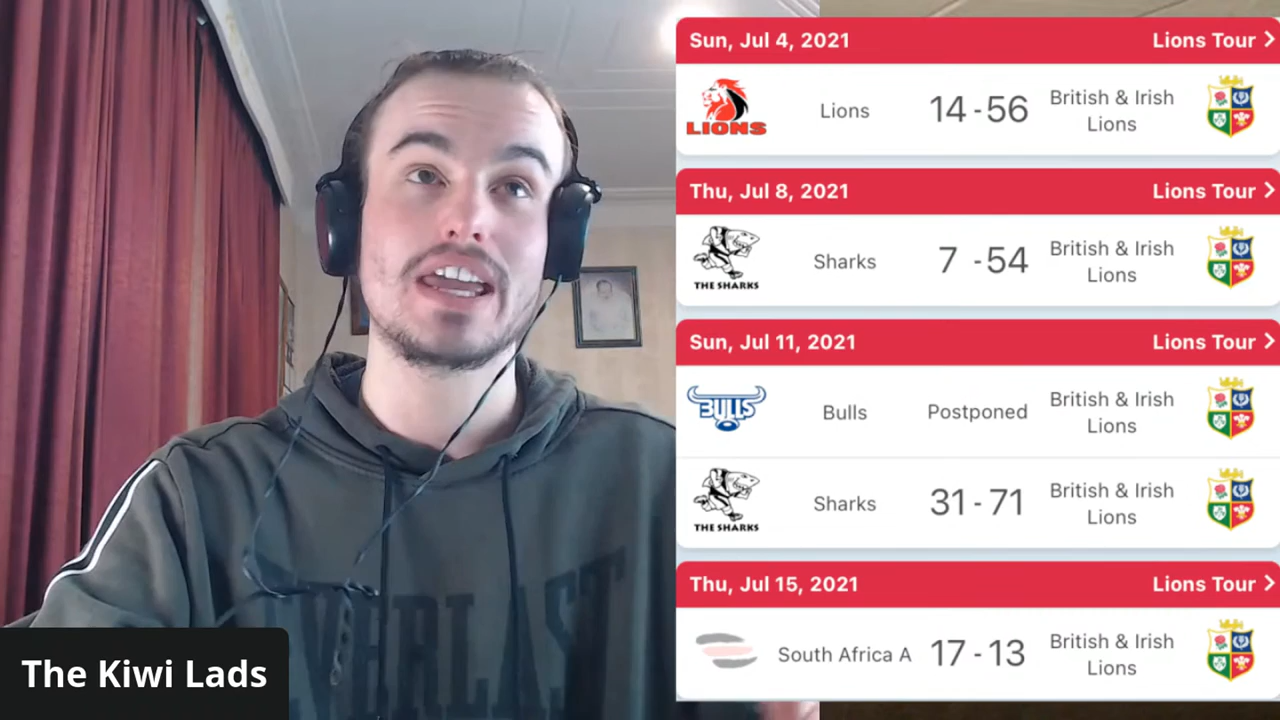 Sun, Jul 4, 2021 Lions Tour
LIONS
Lions 14 - 56 British & Irish Lions
Thu, Jul 8, 2021 Lions Tour
THE SHARKS
Sharks 7 - 54 British & Irish Lions
Sun, Jul 11, 2021 Lions Tour
BULLS
Bulls Postponed British & Irish Lions
THE SHARKS
Sharks 31 - 71 British & Irish Lions
Thu, Jul 15, 2021 Lions Tour
South Africa A 17 - 13 British & Irish Lions
EVERLAST
The Kiwi Lads